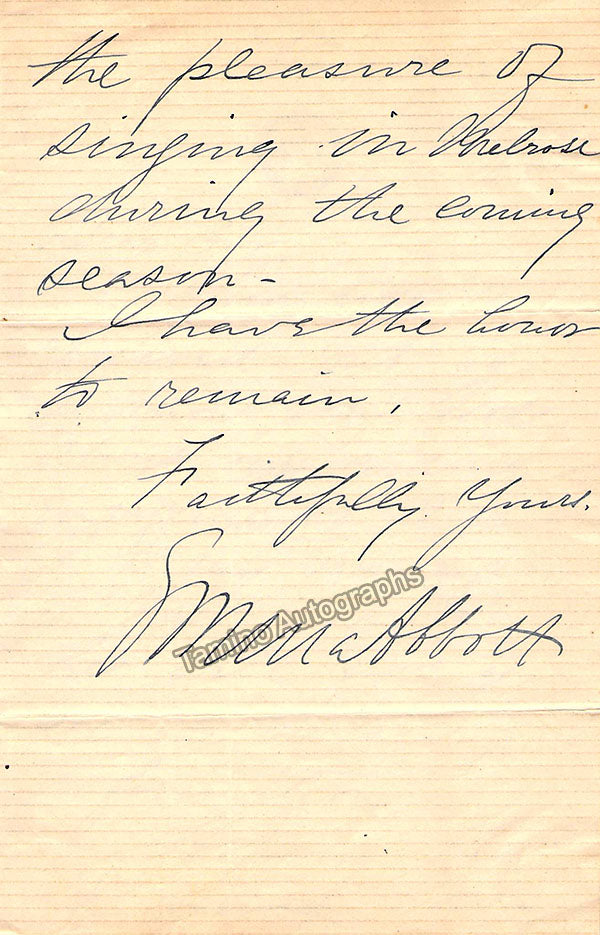 the pleasure of
singing in Melrose
during the coming
season -
I have the honor
to remain,
Faithfully Yours.
Emma Abbott
Tamino Autographs